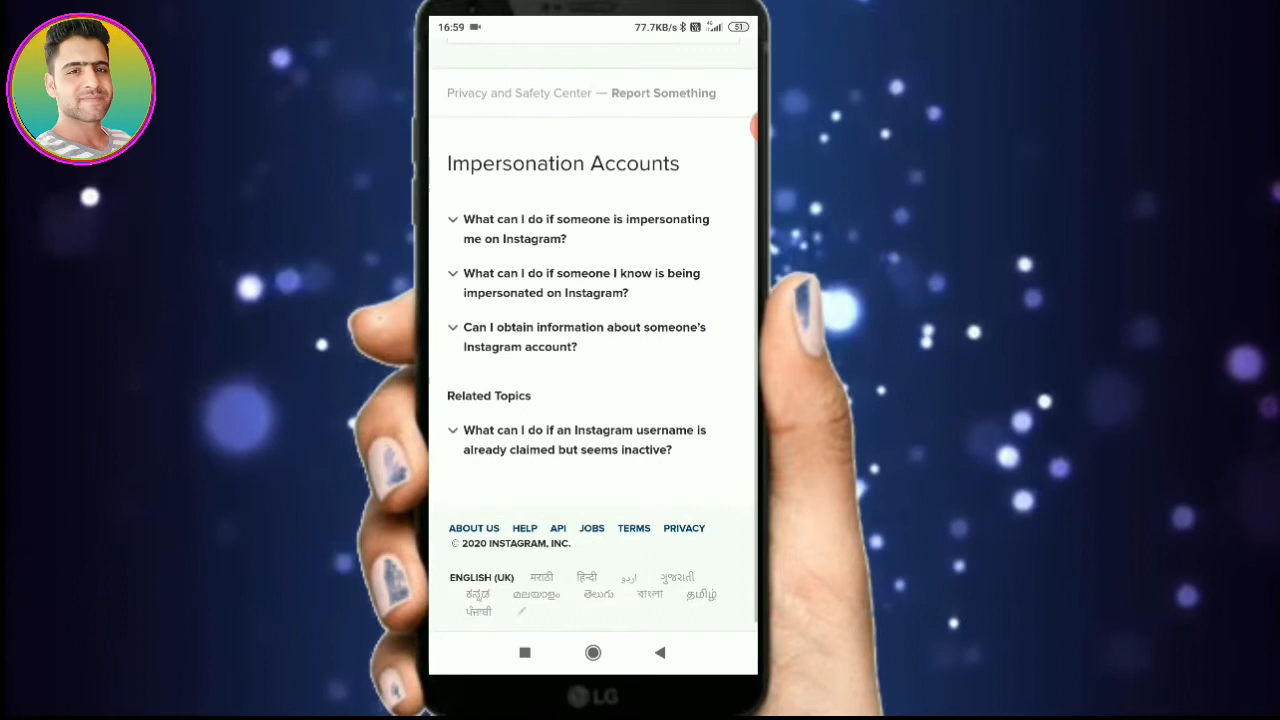 16:59 77.7KB/s 4G 51
Privacy and Safety Center — Report Something
Impersonation Accounts
What can I do if someone is impersonating
me on Instagram?
What can I do if someone I know is being
impersonated on Instagram?
Can I obtain information about someone's
Instagram account?
Related Topics
What can I do if an Instagram username is
already claimed but seems inactive?
ABOUT US HELP API JOBS TERMS PRIVACY
© 2020 INSTAGRAM, INC.
ENGLISH (UK) मराठी हिन्दी اردو ગુજરાતી
ಕನ್ನಡ മലയാളം తెలుగు বাংলা தமிழ்
ਪੰਜਾਬੀ
LG